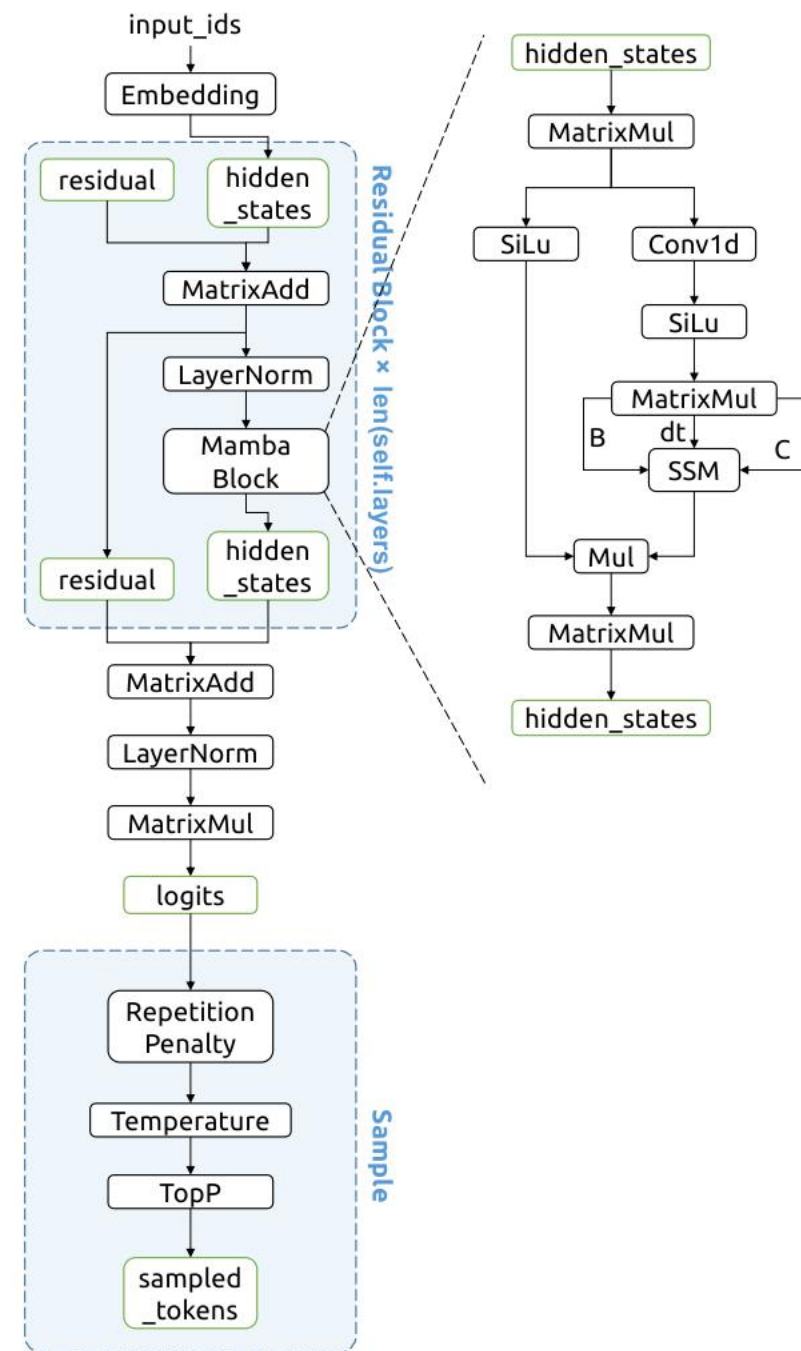 input_ids
Embedding
residual
hidden
_states
MatrixAdd
LayerNorm
Mamba
Block
residual
hidden
_states
Residual Block × len(self.layers)
MatrixAdd
LayerNorm
MatrixMul
logits
Repetition
Penalty
Temperature
TopP
sampled
_tokens
Sample
hidden_states
MatrixMul
SiLu
Conv1d
SiLu
MatrixMul
B
dt
C
SSM
Mul
MatrixMul
hidden_states